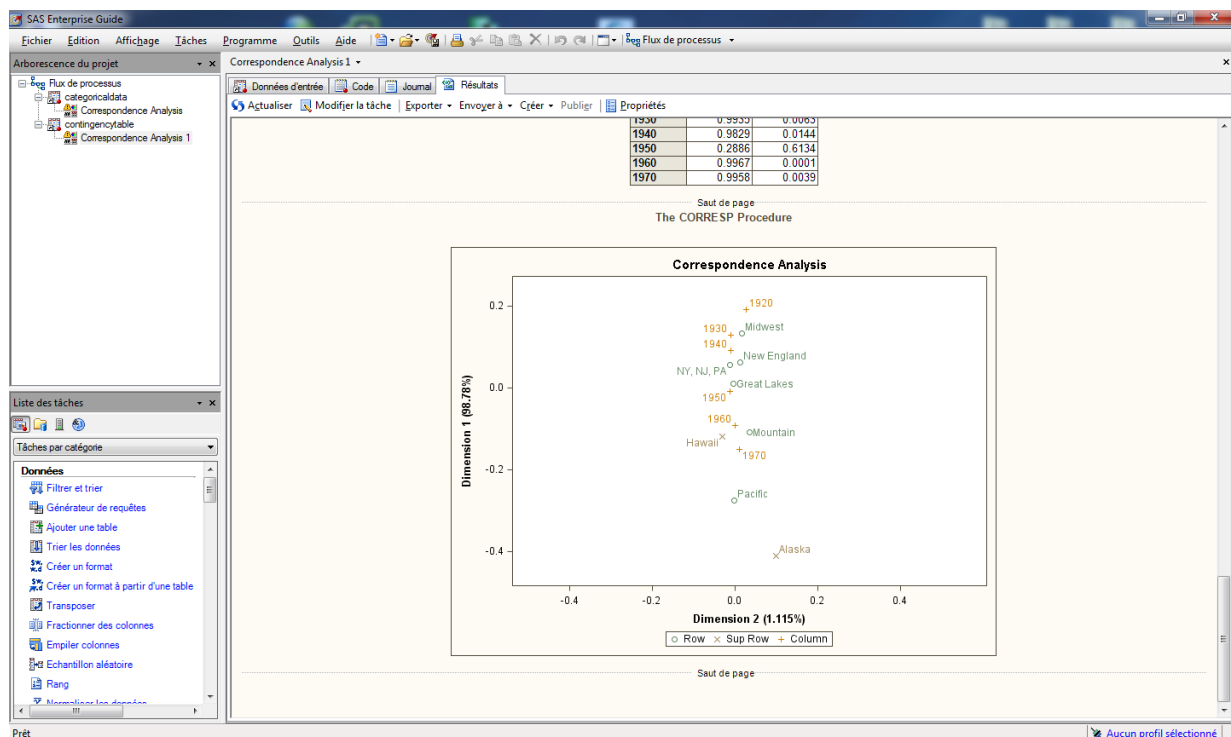 SAS Enterprise Guide
Fichier Edition Affichage Tâches Programme Outils Aide Flux de processus
Arborescence du projet
Flux de processus
categoricaldata
Correspondence Analysis
contingencytable
Correspondence Analysis 1
Liste des tâches
Tâches par catégorie
Données
Filtrer et trier
Générateur de requêtes
Ajouter une table
Trier les données
Créer un format
Créer un format à partir d'une table
Transposer
Fractionner des colonnes
Empiler colonnes
Echantillon aléatoire
Rang
Normaliser les données
Correspondence Analysis 1
Données d'entrée Code Journal Résultats
Actualiser Modifier la tâche Exporter Envoyer à Créer Publier Propriétés
1930 0.9935 0.0063
1940 0.9829 0.0144
1950 0.2886 0.6134
1960 0.9967 0.0001
1970 0.9958 0.0039
Saut de page
The CORRESP Procedure
Correspondence Analysis
Dimension 1 (98.78%)
0.2
0.0
-0.2
-0.4
1920
1930
Midwest
1940
New England
NY, NJ, PA
Great Lakes
1950
1960
Mountain
Hawaii
1970
Pacific
Alaska
-0.4 -0.2 0.0 0.2 0.4
Dimension 2 (1.115%)
Row Sup Row Column
Saut de page
Prêt
Aucun profil sélectionné